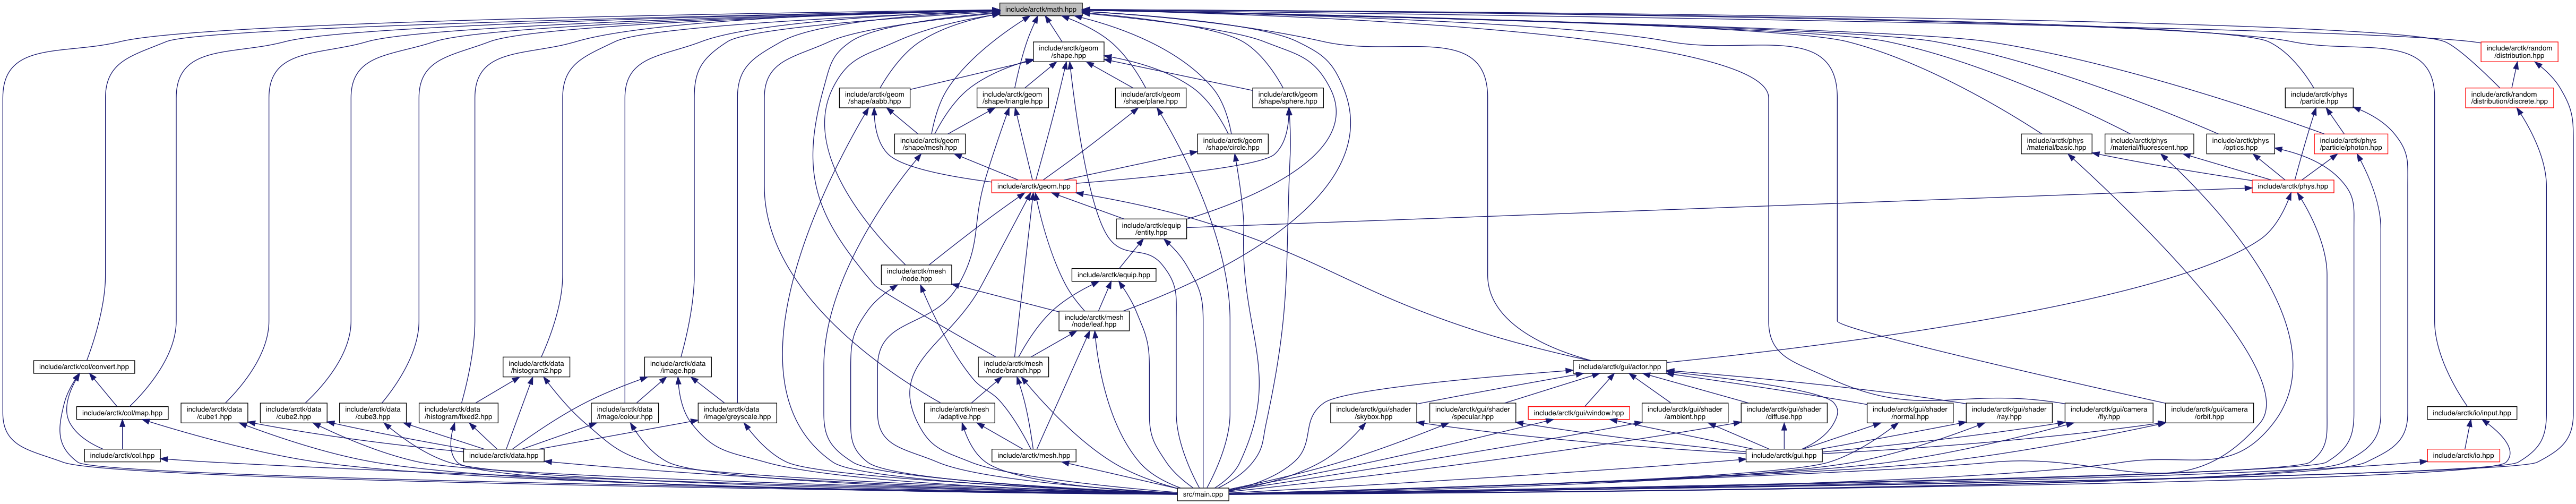 include/arctk/math.hpp
include/arctk/geom
/shape.hpp
include/arctk/random
/distribution.hpp
include/arctk/geom
/shape/aabb.hpp
include/arctk/geom
/shape/triangle.hpp
include/arctk/geom
/shape/plane.hpp
include/arctk/geom
/shape/sphere.hpp
include/arctk/phys
/particle.hpp
include/arctk/random
/distribution/discrete.hpp
include/arctk/geom
/shape/mesh.hpp
include/arctk/geom
/shape/circle.hpp
include/arctk/phys
/material/basic.hpp
include/arctk/phys
/material/fluorescent.hpp
include/arctk/phys
/optics.hpp
include/arctk/phys
/particle/photon.hpp
include/arctk/geom.hpp
include/arctk/phys.hpp
include/arctk/equip
/entity.hpp
include/arctk/mesh
/node.hpp
include/arctk/equip.hpp
include/arctk/mesh
/node/leaf.hpp
include/arctk/col/convert.hpp
include/arctk/data
/histogram2.hpp
include/arctk/data
/image.hpp
include/arctk/mesh
/node/branch.hpp
include/arctk/gui/actor.hpp
include/arctk/col/map.hpp
include/arctk/data
/cube1.hpp
include/arctk/data
/cube2.hpp
include/arctk/data
/cube3.hpp
include/arctk/data
/histogram/fixed2.hpp
include/arctk/data
/image/colour.hpp
include/arctk/data
/image/greyscale.hpp
include/arctk/mesh
/adaptive.hpp
include/arctk/gui/shader
/skybox.hpp
include/arctk/gui/shader
/specular.hpp
include/arctk/gui/window.hpp
include/arctk/gui/shader
/ambient.hpp
include/arctk/gui/shader
/diffuse.hpp
include/arctk/gui/shader
/normal.hpp
include/arctk/gui/shader
/ray.hpp
include/arctk/gui/camera
/fly.hpp
include/arctk/gui/camera
/orbit.hpp
include/arctk/io/input.hpp
include/arctk/col.hpp
include/arctk/data.hpp
include/arctk/mesh.hpp
include/arctk/gui.hpp
include/arctk/io.hpp
src/main.cpp